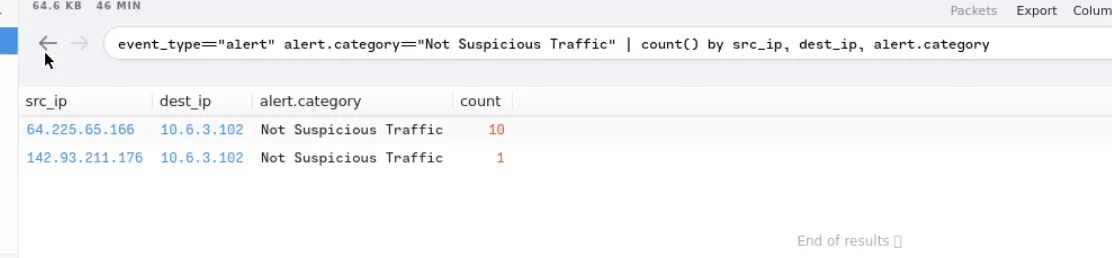 64.6 KB 46 MIN
Packets Export Colum
event_type=="alert" alert.category=="Not Suspicious Traffic" | count() by src_ip, dest_ip, alert.category
src_ip dest_ip alert.category count
64.225.65.166 10.6.3.102 Not Suspicious Traffic 10
142.93.211.176 10.6.3.102 Not Suspicious Traffic 1
End of results